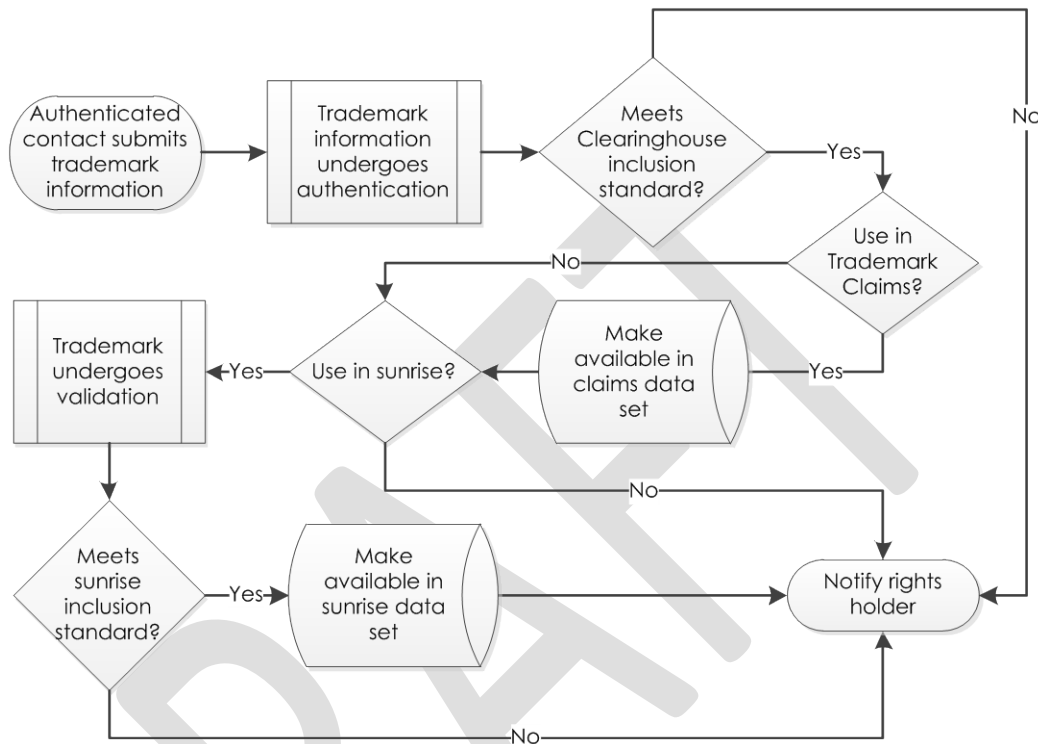 Authenticated
contact submits
trademark
information
Trademark
information
undergoes
authentication
Meets
Clearinghouse
inclusion
standard?
No
Yes
Use in
Trademark
Claims?
No
Yes
Make
available in
claims data
set
Use in sunrise?
Yes
Trademark
undergoes
validation
No
Meets
sunrise
inclusion
standard?
Yes
Make
available in
sunrise data
set
Notify rights
holder
No
DRAFT